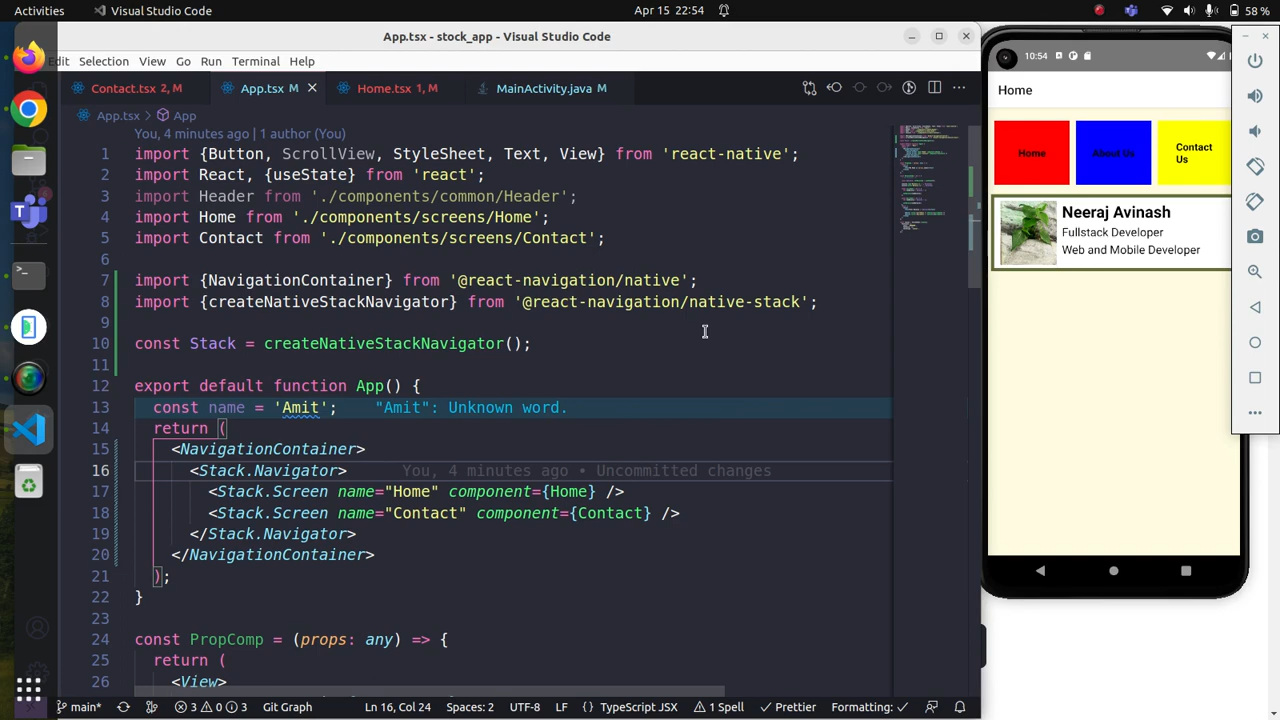 Activities
Visual Studio Code
Apr 15 22:54
58 %
App.tsx - stock_app - Visual Studio Code
Edit Selection View Go Run Terminal Help
Contact.tsx 2, M
App.tsx M
Home.tsx 1, M
MainActivity.java M
App.tsx > App
You, 4 minutes ago | 1 author (You)
1 import {Button, ScrollView, StyleSheet, Text, View} from 'react-native';
2 import React, {useState} from 'react';
3 import Header from './components/common/Header';
4 import Home from './components/screens/Home';
5 import Contact from './components/screens/Contact';
6
7 import {NavigationContainer} from '@react-navigation/native';
8 import {createNativeStackNavigator} from '@react-navigation/native-stack';
9
10 const Stack = createNativeStackNavigator();
11
12 export default function App() {
13 const name = 'Amit'; "Amit": Unknown word.
14 return (
15 <NavigationContainer>
16 <Stack.Navigator> You, 4 minutes ago • Uncommitted changes
17 <Stack.Screen name="Home" component={Home} />
18 <Stack.Screen name="Contact" component={Contact} />
19 </Stack.Navigator>
20 </NavigationContainer>
21 );
22 }
23
24 const PropComp = (props: any) => {
25 return (
26 <View>
main* 3 0 3 Git Graph Ln 16, Col 24 Spaces: 2 UTF-8 LF { } TypeScript JSX 1 Spell Prettier Formatting:
10:54
Home
Home
About Us
Contact
Us
Neeraj Avinash
Fullstack Developer
Web and Mobile Developer